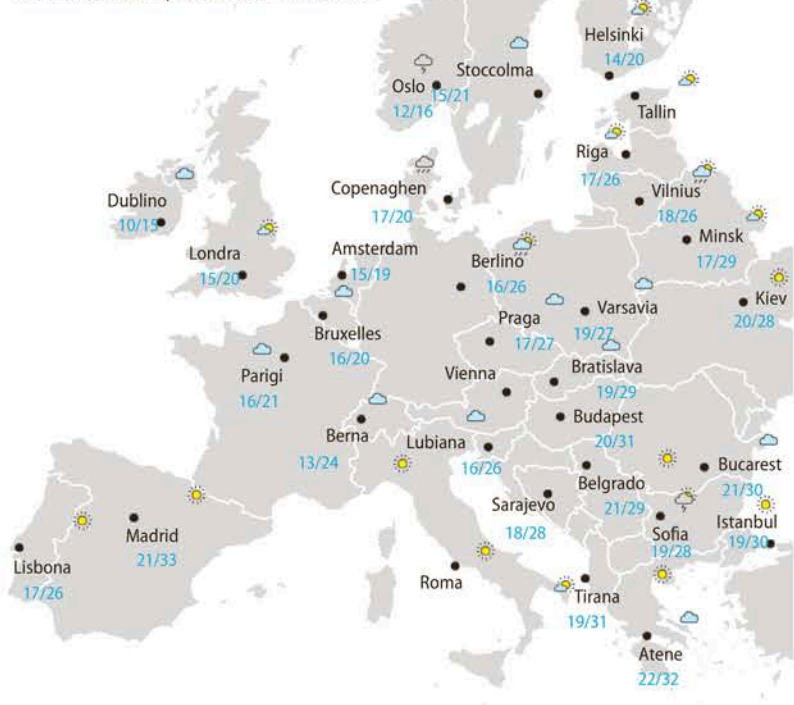 Helsinki
14/20
Stoccolma
Oslo
15/21
12/16
Tallin
Riga
17/26
Copenaghen
17/20
Vilnius
18/26
Dublino
10/15
Minsk
17/29
Londra
15/20
Amsterdam
15/19
Berlino
16/26
Kiev
20/28
Varsavia
19/27
Praga
17/27
Bruxelles
16/20
Parigi
16/21
Vienna
Bratislava
19/29
Budapest
20/31
Berna
13/24
Lubiana
16/26
Belgrado
21/29
Bucarest
21/30
Sarajevo
18/28
Sofia
19/28
Istanbul
19/30
Madrid
21/33
Lisbona
17/26
Roma
Tirana
19/31
Atene
22/32